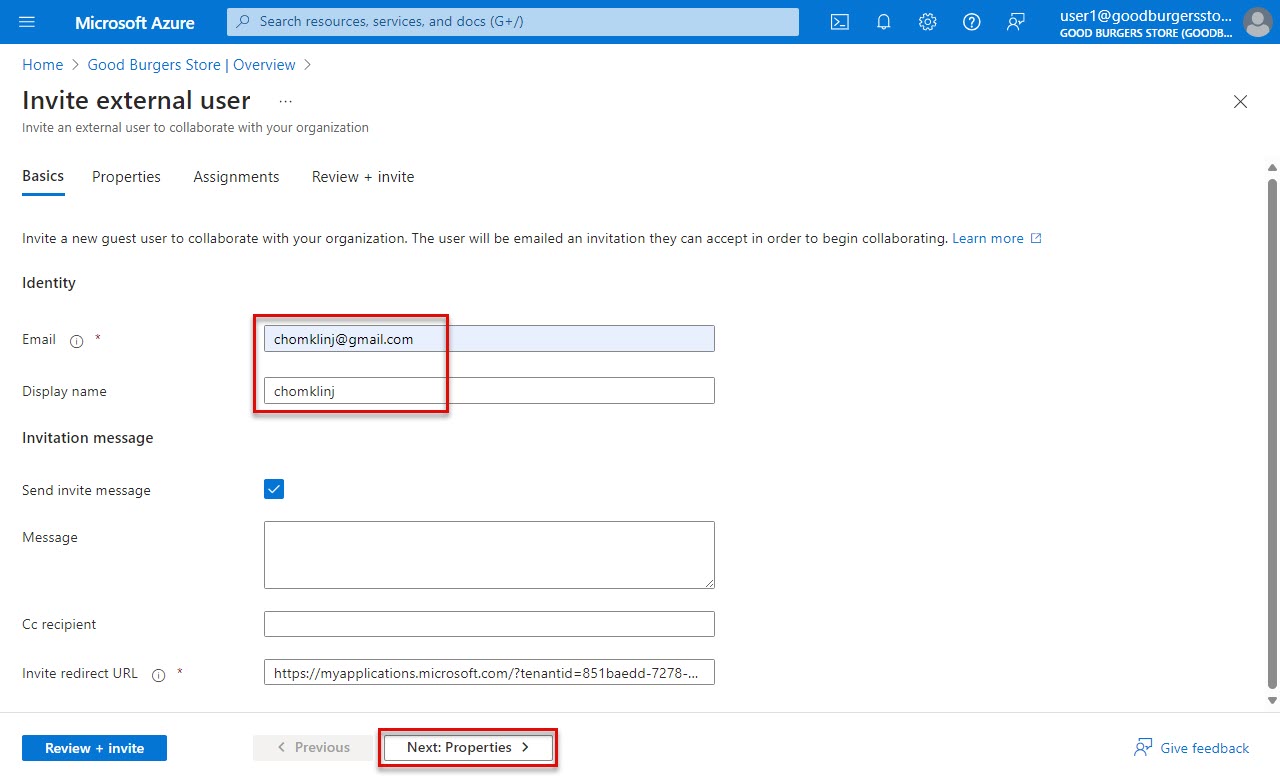 Microsoft Azure
Search resources, services, and docs (G+/)
user1@goodburgerssto...
GOOD BURGERS STORE (GOODB...
Home > Good Burgers Store | Overview >
Invite external user ...
Invite an external user to collaborate with your organization
Basics Properties Assignments Review + invite
Invite a new guest user to collaborate with your organization. The user will be emailed an invitation they can accept in order to begin collaborating. Learn more
Identity
Email * chomklinj@gmail.com
Display name chomklinj
Invitation message
Send invite message
Message
Cc recipient
Invite redirect URL * https://myapplications.microsoft.com/?tenantid=851baedd-7278-...
Review + invite < Previous Next: Properties > Give feedback